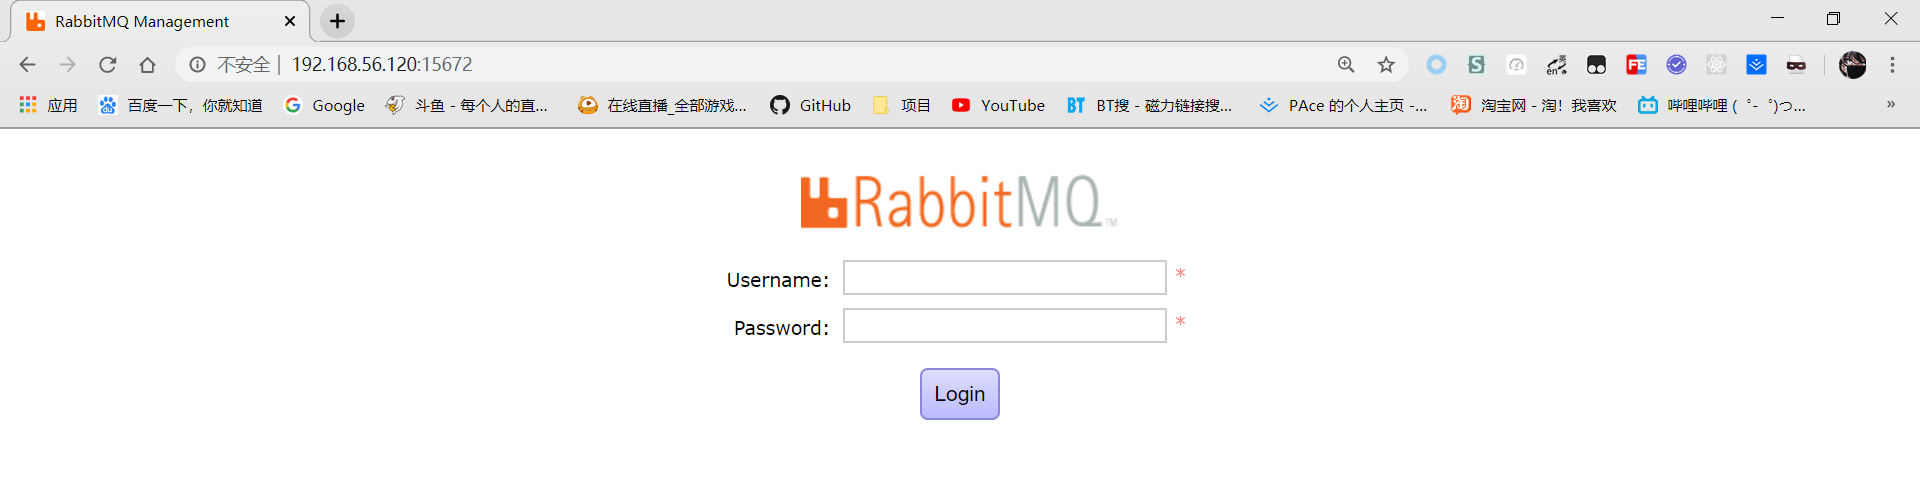 RabbitMQ Management
不安全 | 192.168.56.120:15672
应用 百度一下，你就知道 Google 斗鱼 - 每个人的直... 在线直播_全部游戏... GitHub 项目 YouTube BT搜 - 磁力链接搜... PAce 的个人主页 -... 淘宝网 - 淘！我喜欢 哔哩哔哩 ( ゜- ゜)つ... »
RabbitMQ™
Username: *
Password: *
Login